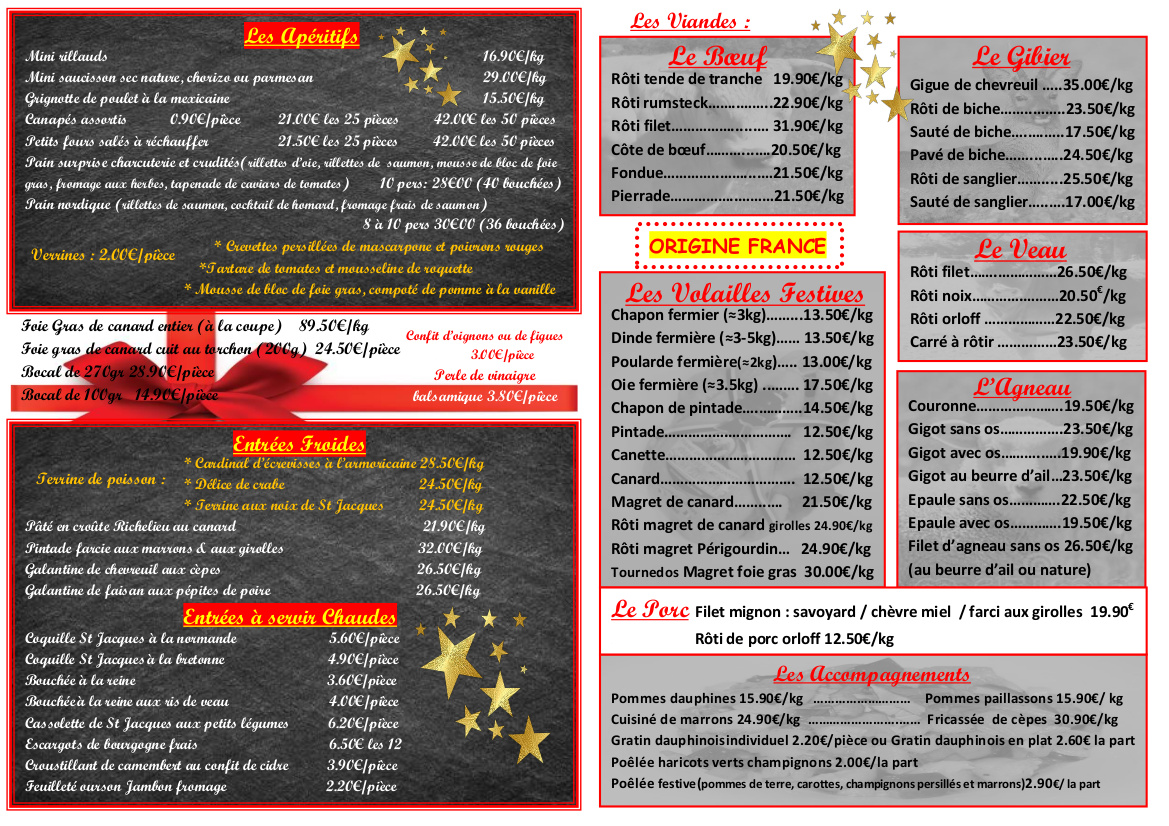 Les Apéritifs
Mini rillauds 16.90€/kg
Mini saucisson sec nature, chorizo ou parmesan 29.00€/kg
Grignotte de poulet à la mexicaine 15.50€/kg
Canapés assortis 0.90€/pièce 21.00€ les 25 pièces 42.00€ les 50 pièces
Petits fours salés à réchauffer 21.50€ les 25 pièces 42.00€ les 50 pièces
Pain surprise charcuterie et crudités( rillettes d'oie, rillettes de saumon, mousse de bloc de foie
gras, fromage aux herbes, tapenade de caviars de tomates ) 10 pers: 28€00 (40 bouchées)
Pain nordique (rillettes de saumon, cocktail de homard, fromage frais de saumon)
8 à 10 pers 30€00 (36 bouchées)
Verrines : 2.00€/pièce
* Crevettes persillées de mascarpone et poivrons rouges
*Tartare de tomates et mousseline de roquette
* Mousse de bloc de foie gras, compoté de pomme à la vanille
Foie Gras de canard entier (à la coupe) 89.50€/kg
Foie gras de canard cuit au torchon (200g) 24.50€/pièce
Bocal de 270gr 28.90€/pièce
Bocal de 100gr 14.90€/pièce
Confit d'oignons ou de figues
3.00€/pièce
Perle de vinaigre
balsamique 3.80€/pièce
Entrées Froides
Terrine de poisson :
* Cardinal d'écrevisses à l'armoricaine 28.50€/kg
* Délice de crabe 24.50€/kg
* Terrine aux noix de St Jacques 24.50€/kg
Pâté en croûte Richelieu au canard 21.90€/kg
Pintade farcie aux marrons & aux girolles 32.00€/kg
Galantine de chevreuil aux cèpes 26.50€/kg
Galantine de faisan aux pépites de poire 26.50€/kg
Entrées à servir Chaudes
Coquille St Jacques à la normande 5.60€/pièce
Coquille St Jacques à la bretonne 4.90€/pièce
Bouchée à la reine 3.60€/pièce
Bouchée à la reine aux ris de veau 4.00€/pièce
Cassolette de St Jacques aux petits légumes 6.20€/pièce
Escargots de bourgogne frais 6.50€ les 12
Croustillant de camembert au confit de cidre 3.90€/pièce
Feuilleté ourson Jambon fromage 2.20€/pièce
Les Viandes :
Le Bœuf
Rôti tende de tranche 19.90€/kg
Rôti rumsteck...............22.90€/kg
Rôti filet...................... 31.90€/kg
Côte de bœuf...............20.50€/kg
Fondue.........................21.50€/kg
Pierrade........................21.50€/kg
ORIGINE FRANCE
Les Volailles Festives
Chapon fermier (≈3kg).........13.50€/kg
Dinde fermière (≈3-5kg)...... 13.50€/kg
Poularde fermière(≈2kg)..... 13.00€/kg
Oie fermière (≈3.5kg) ......... 17.50€/kg
Chapon de pintade..............14.50€/kg
Pintade............................. 12.50€/kg
Canette.............................. 12.50€/kg
Canard............................... 12.50€/kg
Magret de canard........... 21.50€/kg
Rôti magret de canard girolles 24.90€/kg
Rôti magret Périgourdin... 24.90€/kg
Tournedos Magret foie gras 30.00€/kg
Le Gibier
Gigue de chevreuil .....35.00€/kg
Rôti de biche...............23.50€/kg
Sauté de biche.............17.50€/kg
Pavé de biche..............24.50€/kg
Rôti de sanglier...........25.50€/kg
Sauté de sanglier.........17.00€/kg
Le Veau
Rôti filet....................26.50€/kg
Rôti noix....................20.50€/kg
Rôti orloff ................22.50€/kg
Carré à rôtir .............23.50€/kg
L'Agneau
Couronne.....................19.50€/kg
Gigot sans os...............23.50€/kg
Gigot avec os..............19.90€/kg
Gigot au beurre d'ail...23.50€/kg
Epaule sans os............22.50€/kg
Epaule avec os............19.50€/kg
Filet d'agneau sans os 26.50€/kg
(au beurre d'ail ou nature)
Le Porc Filet mignon : savoyard / chèvre miel / farci aux girolles 19.90€
Rôti de porc orloff 12.50€/kg
Les Accompagnements
Pommes dauphines 15.90€/kg ......................... Pommes paillassons 15.90€/ kg
Cuisiné de marrons 24.90€/kg ............................ Fricassée de cèpes 30.90€/kg
Gratin dauphinoisindividuel 2.20€/pièce ou Gratin dauphinois en plat 2.60€ la part
Poêlée haricots verts champignons 2.00€/la part
Poêlée festive(pommes de terre, carottes, champignons persillés et marrons)2.90€/ la part